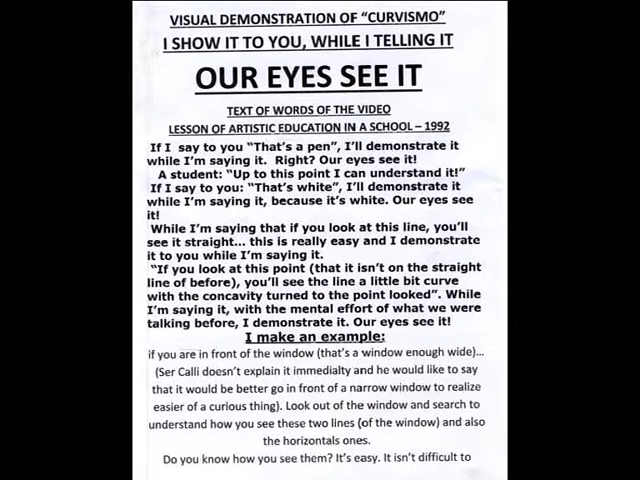 VISUAL DEMONSTRATION OF “CURVISMO”
I SHOW IT TO YOU, WHILE I TELLING IT
OUR EYES SEE IT
TEXT OF WORDS OF THE VIDEO
LESSON OF ARTISTIC EDUCATION IN A SCHOOL – 1992
If I say to you “That’s a pen”, I’ll demonstrate it
while I’m saying it. Right? Our eyes see it!
A student: “Up to this point I can understand it!”
If I say to you: “That’s white”, I’ll demonstrate it
while I’m saying it, because it’s white. Our eyes see
it!
While I’m saying that if you look at this line, you’ll
see it straight... this is really easy and I demonstrate
it to you while I’m saying it.
“If you look at this point (that it isn’t on the straight
line of before), you’ll see the line a little bit curve
with the concavity turned to the point looked”. While
I’m saying it, with the mental effort of what we were
talking before, I demonstrate it. Our eyes see it!
I make an example:
if you are in front of the window (that’s a window enough wide)...
(Ser Calli doesn’t explain it immedialty and he would like to say
that it would be better go in front of a narrow window to realize
easier of a curious thing). Look out of the window and search to
understand how you see these two lines (of the window) and also
the horizontals ones.
Do you know how you see them? It’s easy. It isn’t difficult to